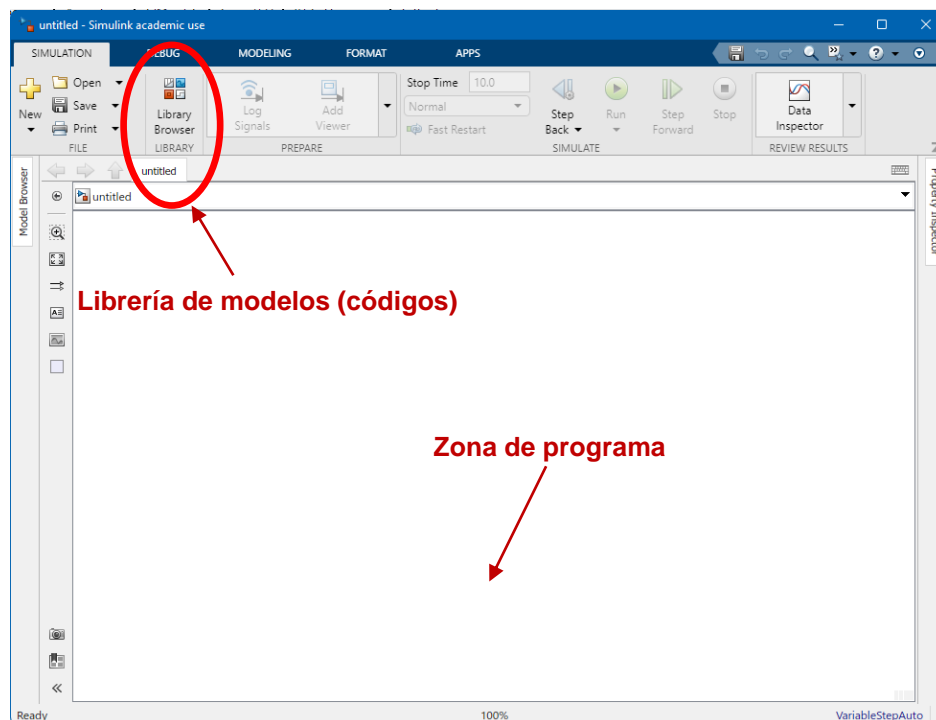 untitled - Simulink academic use
SIMULATION DEBUG MODELING FORMAT APPS
New
Open
Save
Print
FILE
Library Browser
LIBRARY
Log Signals
Add Viewer
PREPARE
Stop Time 10.0
Normal
Fast Restart
Step Back
Run
Step Forward
Stop
SIMULATE
Data Inspector
REVIEW RESULTS
Model Browser
untitled
untitled
Property Inspector
Librería de modelos (códigos)
Zona de programa
Ready 100% VariableStepAuto